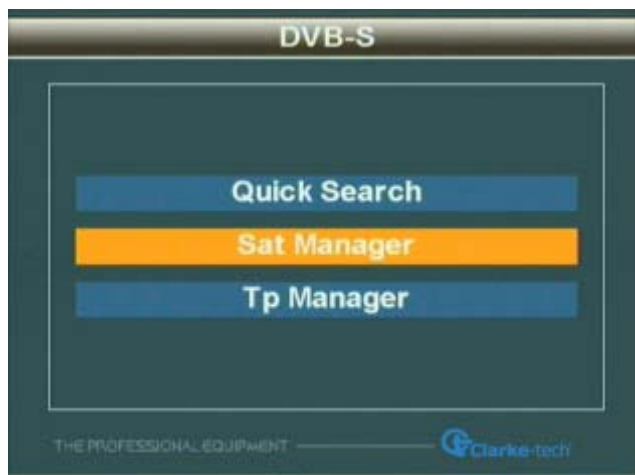 DVB-S
Quick Search
Sat Manager
Tp Manager
THE PROFESSIONAL EQUIPMENT
Clarke-tech